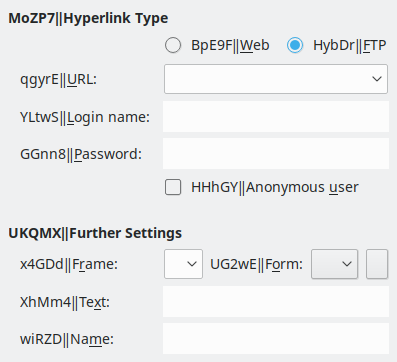 MoZP7‖Hyperlink Type
BpE9F‖Web HybDr‖FTP
qgyrE‖URL:
YLtwS‖Login name:
GGnn8‖Password:
HHhGY‖Anonymous user
UKQMX‖Further Settings
x4GDd‖Frame: UG2wE‖Form:
XhMm4‖Text:
wiRZD‖Name: